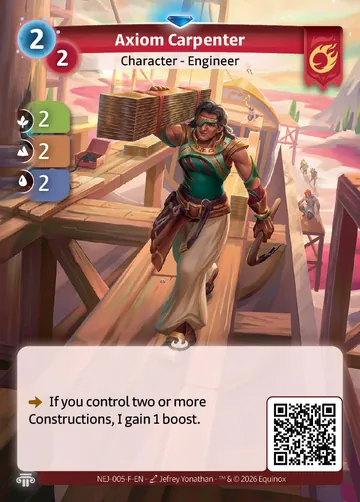 2
2
Axiom Carpenter
Character - Engineer
2
2
2
If you control two or more
Constructions, I gain 1 boost.
NEJ-005-F-EN - Jefrey Yonathan - ™ & © 2026 Equinox